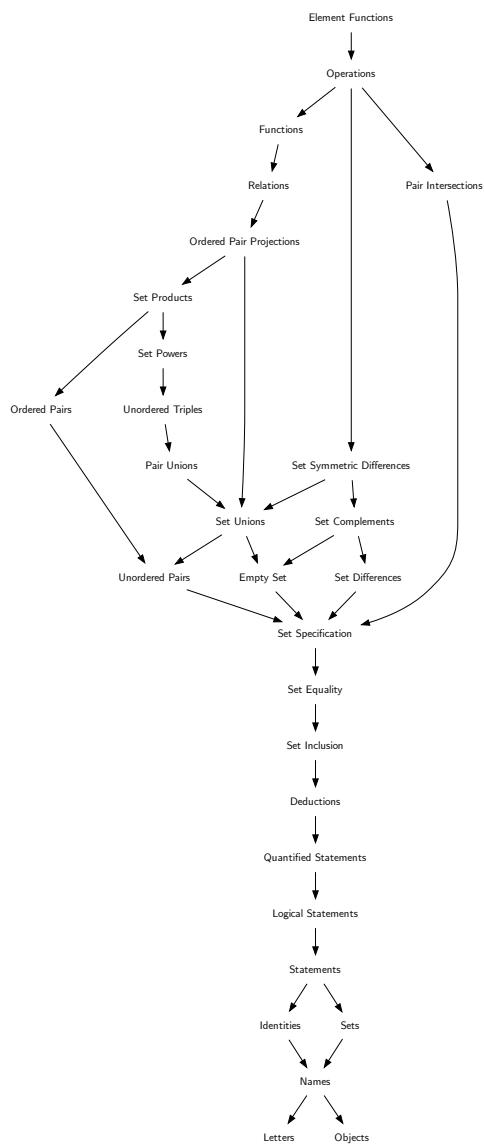 Element Functions
Operations
Functions
Relations
Pair Intersections
Ordered Pair Projections
Set Products
Set Powers
Ordered Pairs
Unordered Triples
Pair Unions
Set Symmetric Differences
Set Unions
Set Complements
Unordered Pairs
Empty Set
Set Differences
Set Specification
Set Equality
Set Inclusion
Deductions
Quantified Statements
Logical Statements
Statements
Identities
Sets
Names
Letters
Objects